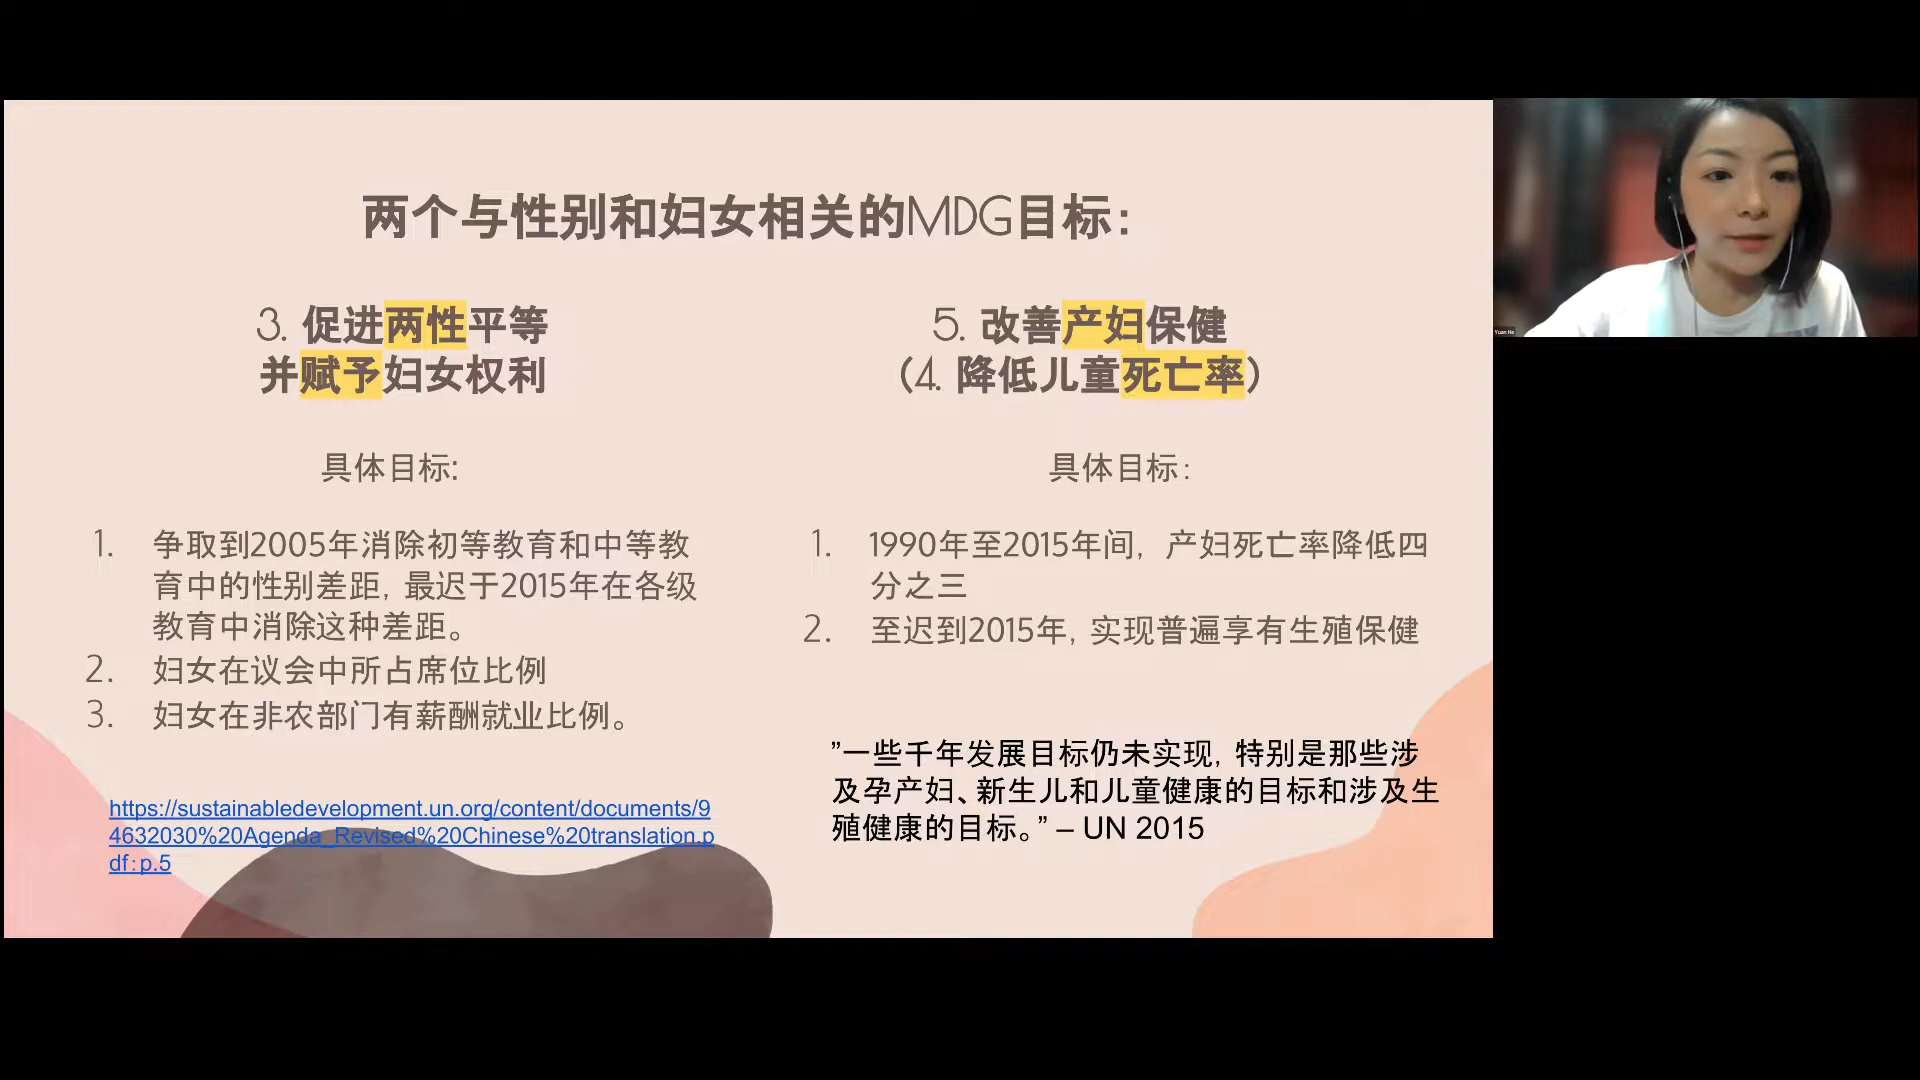 两个与性别和妇女相关的MDG目标：
3. 促进两性平等
并赋予妇女权利
具体目标:
1. 争取到2005年消除初等教育和中等教
育中的性别差距, 最迟于2015年在各级
教育中消除这种差距。
2. 妇女在议会中所占席位比例
3. 妇女在非农部门有薪酬就业比例。
https://sustainabledevelopment.un.org/content/documents/9
4632030%20Agenda_Revised%20Chinese%20translation.p
df：p.5
5. 改善产妇保健
(4. 降低儿童死亡率)
具体目标：
1. 1990年至2015年间，产妇死亡率降低四
分之三
2. 至迟到2015年, 实现普遍享有生殖保健
”一些千年发展目标仍未实现, 特别是那些涉
及孕产妇、新生儿和儿童健康的目标和涉及生
殖健康的目标。” – UN 2015